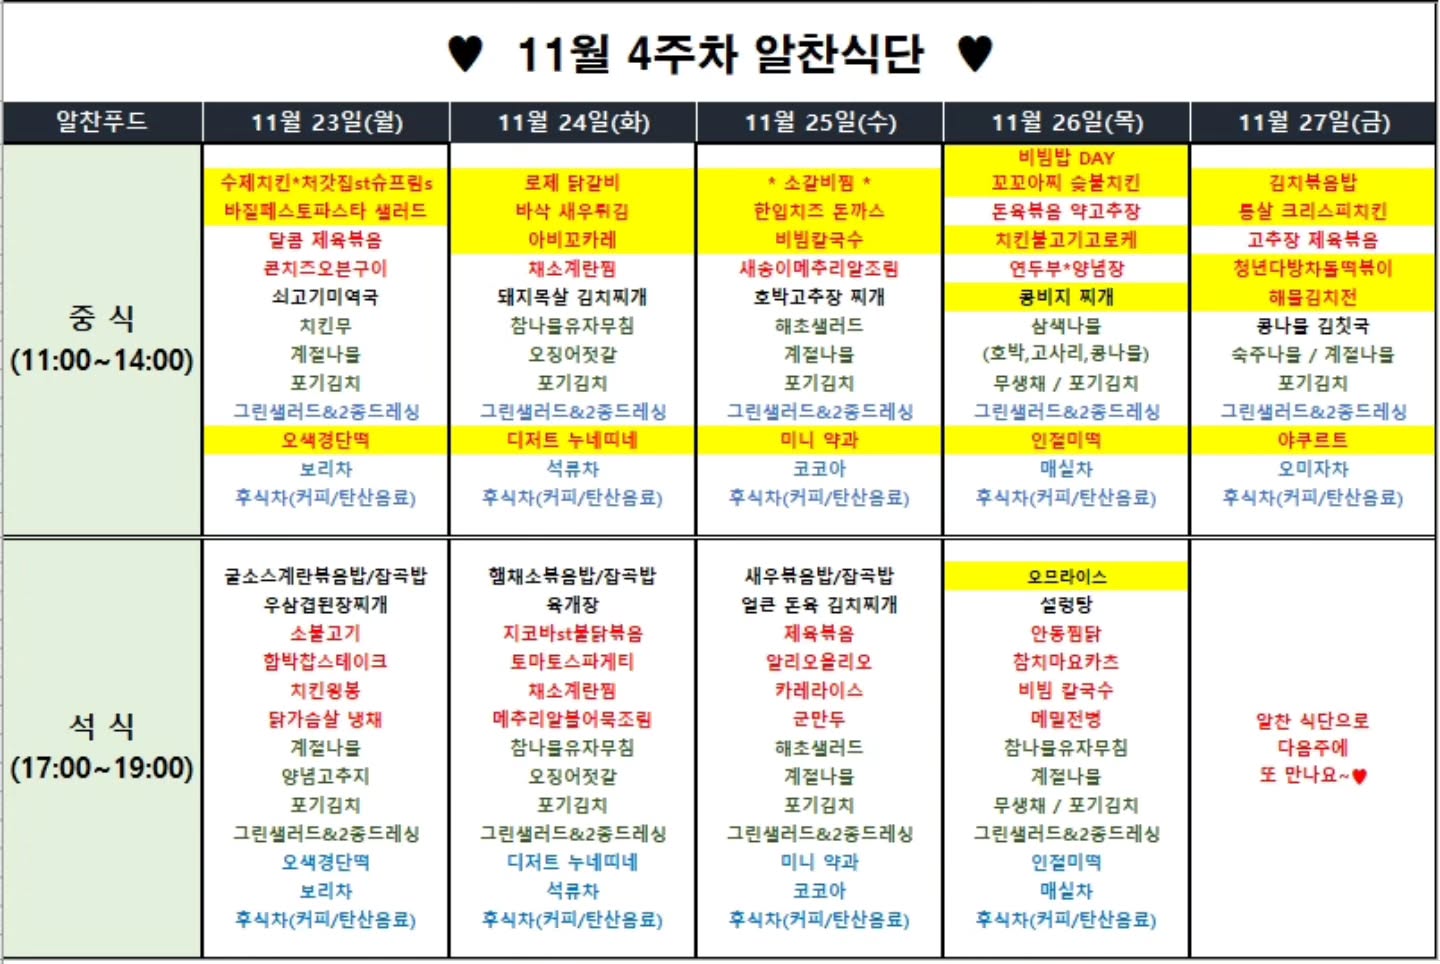 ♥ 11월 4주차 알찬식단 ♥
알찬푸드 11월 23일(월) 11월 24일(화) 11월 25일(수) 11월 26일(목) 11월 27일(금)
중 식
(11:00~14:00)
수제치킨*처갓집st슈프림s
바질페스토파스타 샐러드
달콤 제육볶음
콘치즈오븐구이
쇠고기미역국
치킨무
계절나물
포기김치
그린샐러드&2종드레싱
오색경단떡
보리차
후식차(커피/탄산음료)
로제 닭갈비
바삭 새우튀김
아비꼬카레
채소계란찜
돼지목살 김치찌개
참나물유자무침
오징어젓갈
포기김치
그린샐러드&2종드레싱
디저트 누네띠네
석류차
후식차(커피/탄산음료)
* 소갈비찜 *
한입치즈 돈까스
비빔칼국수
새송이메추리알조림
호박고추장 찌개
해초샐러드
계절나물
포기김치
그린샐러드&2종드레싱
미니 약과
코코아
후식차(커피/탄산음료)
비빔밥 DAY
꼬꼬아찌 숯불치킨
돈육볶음 약고추장
치킨불고기고로케
연두부*양념장
콩비지 찌개
삼색나물
(호박,고사리,콩나물)
무생채 / 포기김치
그린샐러드&2종드레싱
인절미떡
매실차
후식차(커피/탄산음료)
김치볶음밥
통살 크리스피치킨
고추장 제육볶음
청년다방차돌떡볶이
해물김치전
콩나물 김칫국
숙주나물 / 계절나물
포기김치
그린샐러드&2종드레싱
야쿠르트
오미자차
후식차(커피/탄산음료)
석 식
(17:00~19:00)
굴소스계란볶음밥/잡곡밥
우삼겹된장찌개
소불고기
함박찹스테이크
치킨윙봉
닭가슴살 냉채
계절나물
양념고추지
포기김치
그린샐러드&2종드레싱
오색경단떡
보리차
후식차(커피/탄산음료)
햄채소볶음밥/잡곡밥
육개장
지코바st불닭볶음
토마토스파게티
채소계란찜
메추리알볼어묵조림
참나물유자무침
오징어젓갈
포기김치
그린샐러드&2종드레싱
디저트 누네띠네
석류차
후식차(커피/탄산음료)
새우볶음밥/잡곡밥
얼큰 돈육 김치찌개
제육볶음
알리오올리오
카레라이스
군만두
해초샐러드
계절나물
포기김치
그린샐러드&2종드레싱
미니 약과
코코아
후식차(커피/탄산음료)
오므라이스
설렁탕
안동찜닭
참치마요카츠
비빔 칼국수
메밀전병
참나물유자무침
계절나물
무생채 / 포기김치
그린샐러드&2종드레싱
인절미떡
매실차
후식차(커피/탄산음료)
알찬 식단으로
다음주에
또 만나요~♥